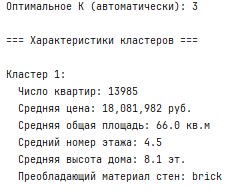 Оптимальное K (автоматически): 3
=== Характеристики кластеров ===
Кластер 1:
Число квартир: 13985
Средняя цена: 18,081,982 руб.
Средняя общая площадь: 66.0 кв.м
Средний номер этажа: 4.5
Средняя высота дома: 8.1 эт.
Преобладающий материал стен: brick